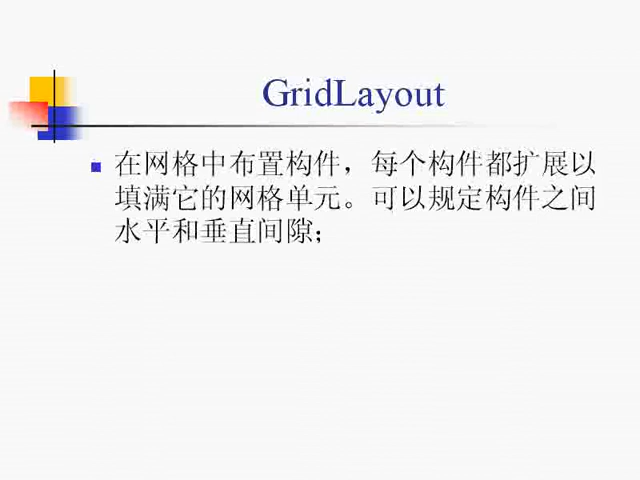 GridLayout
在网格中布置构件，每个构件都扩展以
填满它的网格单元。可以规定构件之间
水平和垂直间隙；